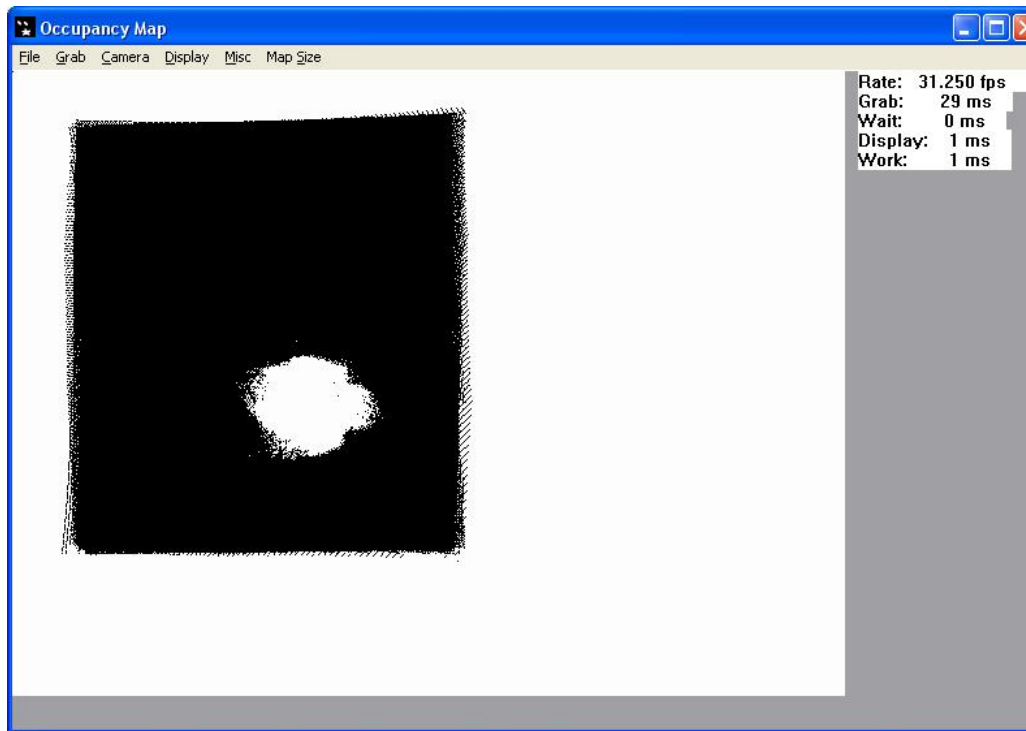 Occupancy Map
File Grab Camera Display Misc Map Size
Rate: 31.250 fps
Grab: 29 ms
Wait: 0 ms
Display: 1 ms
Work: 1 ms